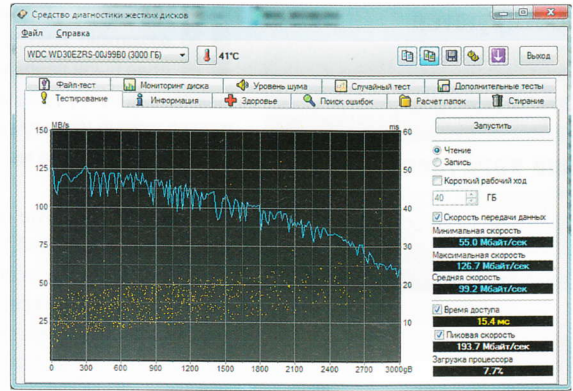 Средство диагностики жестких дисков
Файл Справка
WDC WD30EZRS-00J99B0 (3000 ГБ) 41°C Выход
Файл-тест Мониторинг диска Уровень шума Случайный тест Дополнительные тесты
Тестирование Информация Здоровье Поиск ошибок Расчет папок Стирание
MB/s ms
150 125 100 75 50 25
60 50 40 30 20 10
0 300 600 900 1200 1500 1800 2100 2400 2700 3000gB
Запустить
Чтение
Запись
Короткий рабочий ход
40 ГБ
Скорость передачи данных
Минимальная скорость
55.0 Мбайт/сек
Максимальная скорость
126.7 Мбайт/сек
Средняя скорость
99.2 Мбайт/сек
Время доступа
15.4 мс
Пиковая скорость
193.7 Мбайт/сек
Загрузка процессора
7.7%